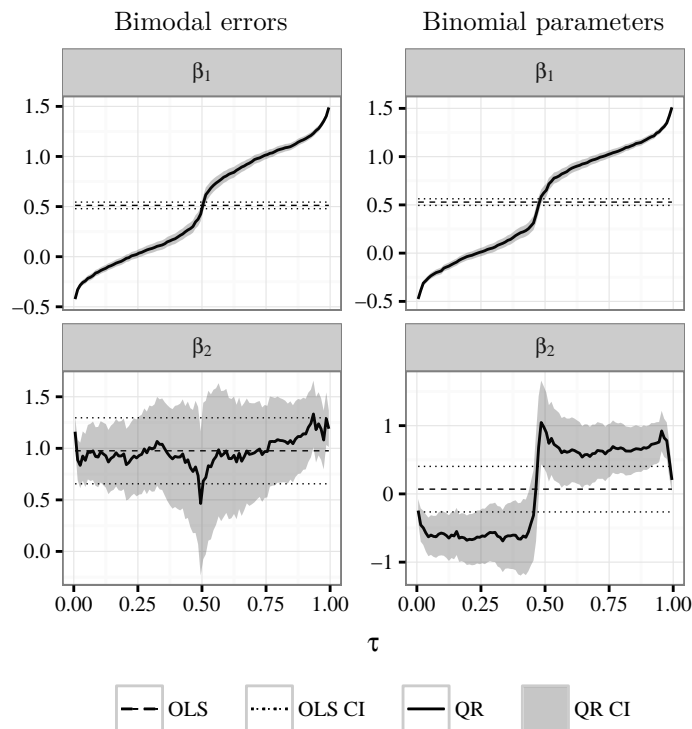 Bimodal errors Binomial parameters
β1 β1
1.5 1.5
1.0 1.0
0.5 0.5
0.0 0.0
−0.5 −0.5
β2 β2
1.5
1.0 1
0.5 0
0.0 −1
0.00 0.25 0.50 0.75 1.00 0.00 0.25 0.50 0.75 1.00
τ
OLS OLS CI QR QR CI